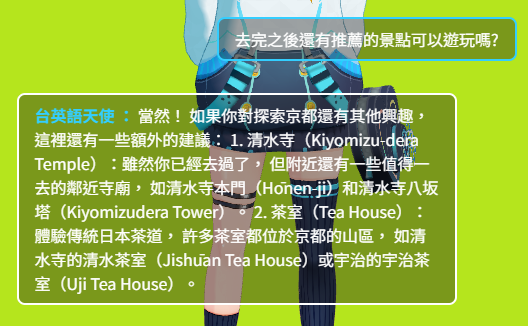 去完之後還有推薦的景點可以遊玩嗎?
台英語天使 ： 當然！ 如果你對探索京都還有其他興趣，
這裡還有一些額外的建議： 1. 清水寺（Kiyomizu-dera
Temple）：雖然你已經去過了， 但附近還有一些值得一
去的鄰近寺廟， 如清水寺本門（Honen-ji）和清水寺八坂
塔（Kiyomizudera Tower）。 2. 茶室（Tea House）：
體驗傳統日本茶道， 許多茶室都位於京都的山區， 如清
水寺的清水茶室（Jishuan Tea House）或宇治的宇治茶
室（Uji Tea House）。